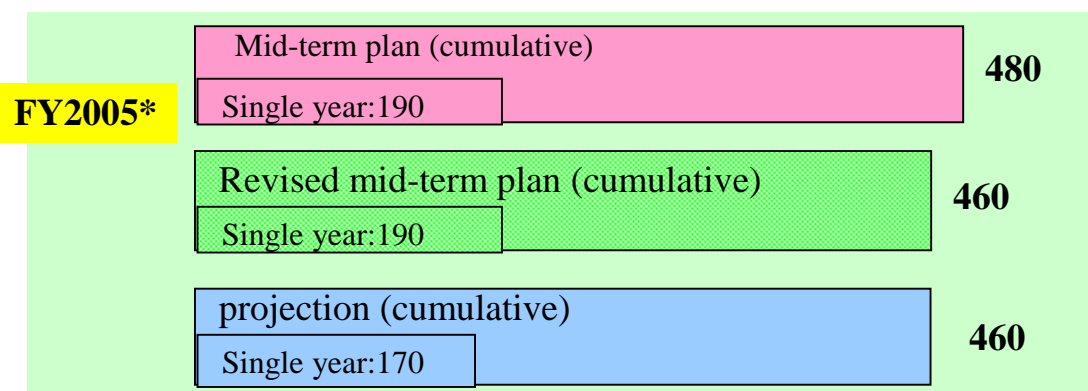 Mid-term plan (cumulative)
480
Single year:190
FY2005*
Revised mid-term plan (cumulative)
460
Single year:190
projection (cumulative)
460
Single year:170